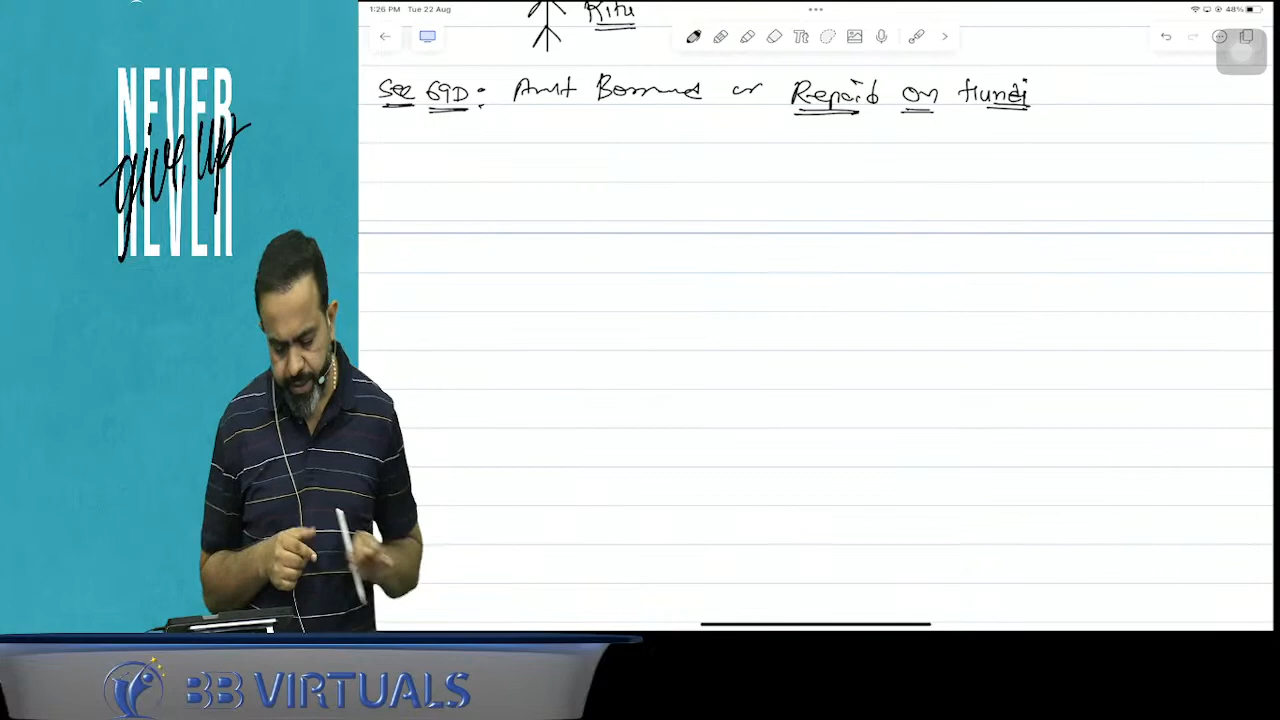 1:26 PM Tue 22 Aug
48%
Ritu
Tt
NEVER
give up
NEVER
Sec 69D: Amt Borrowed or Repaid on Hundi
BB VIRTUALS